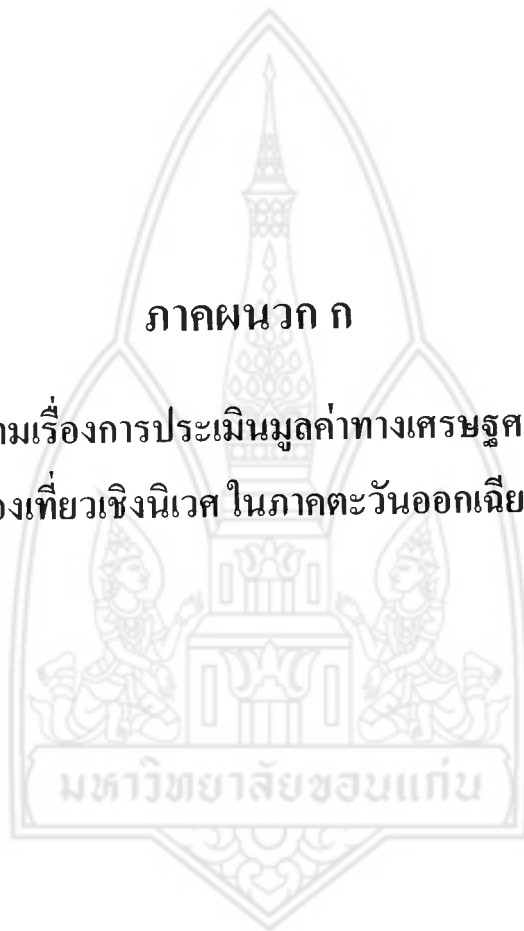 ภาคผนวก ก
ามเรื่องการประเมินมูลค่าทางเศรษฐศ
องเที่ยวเชิงนิเวศ ในภาคตะวันออกเฉีย
มหาวิทยาลัยขอนแก่น